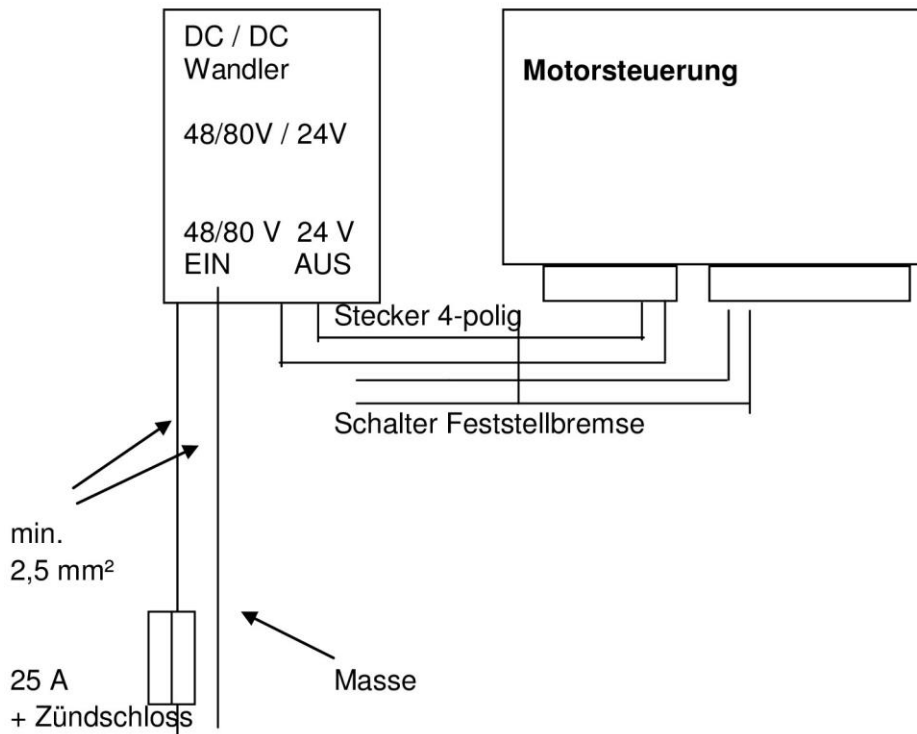 DC / DC
Wandler
48/80V / 24V
48/80 V 24 V
EIN AUS
Motorsteuerung
Stecker 4-polig
Schalter Feststellbremse
min.
2,5 mm²
25 A
+ Zündschloss
Masse